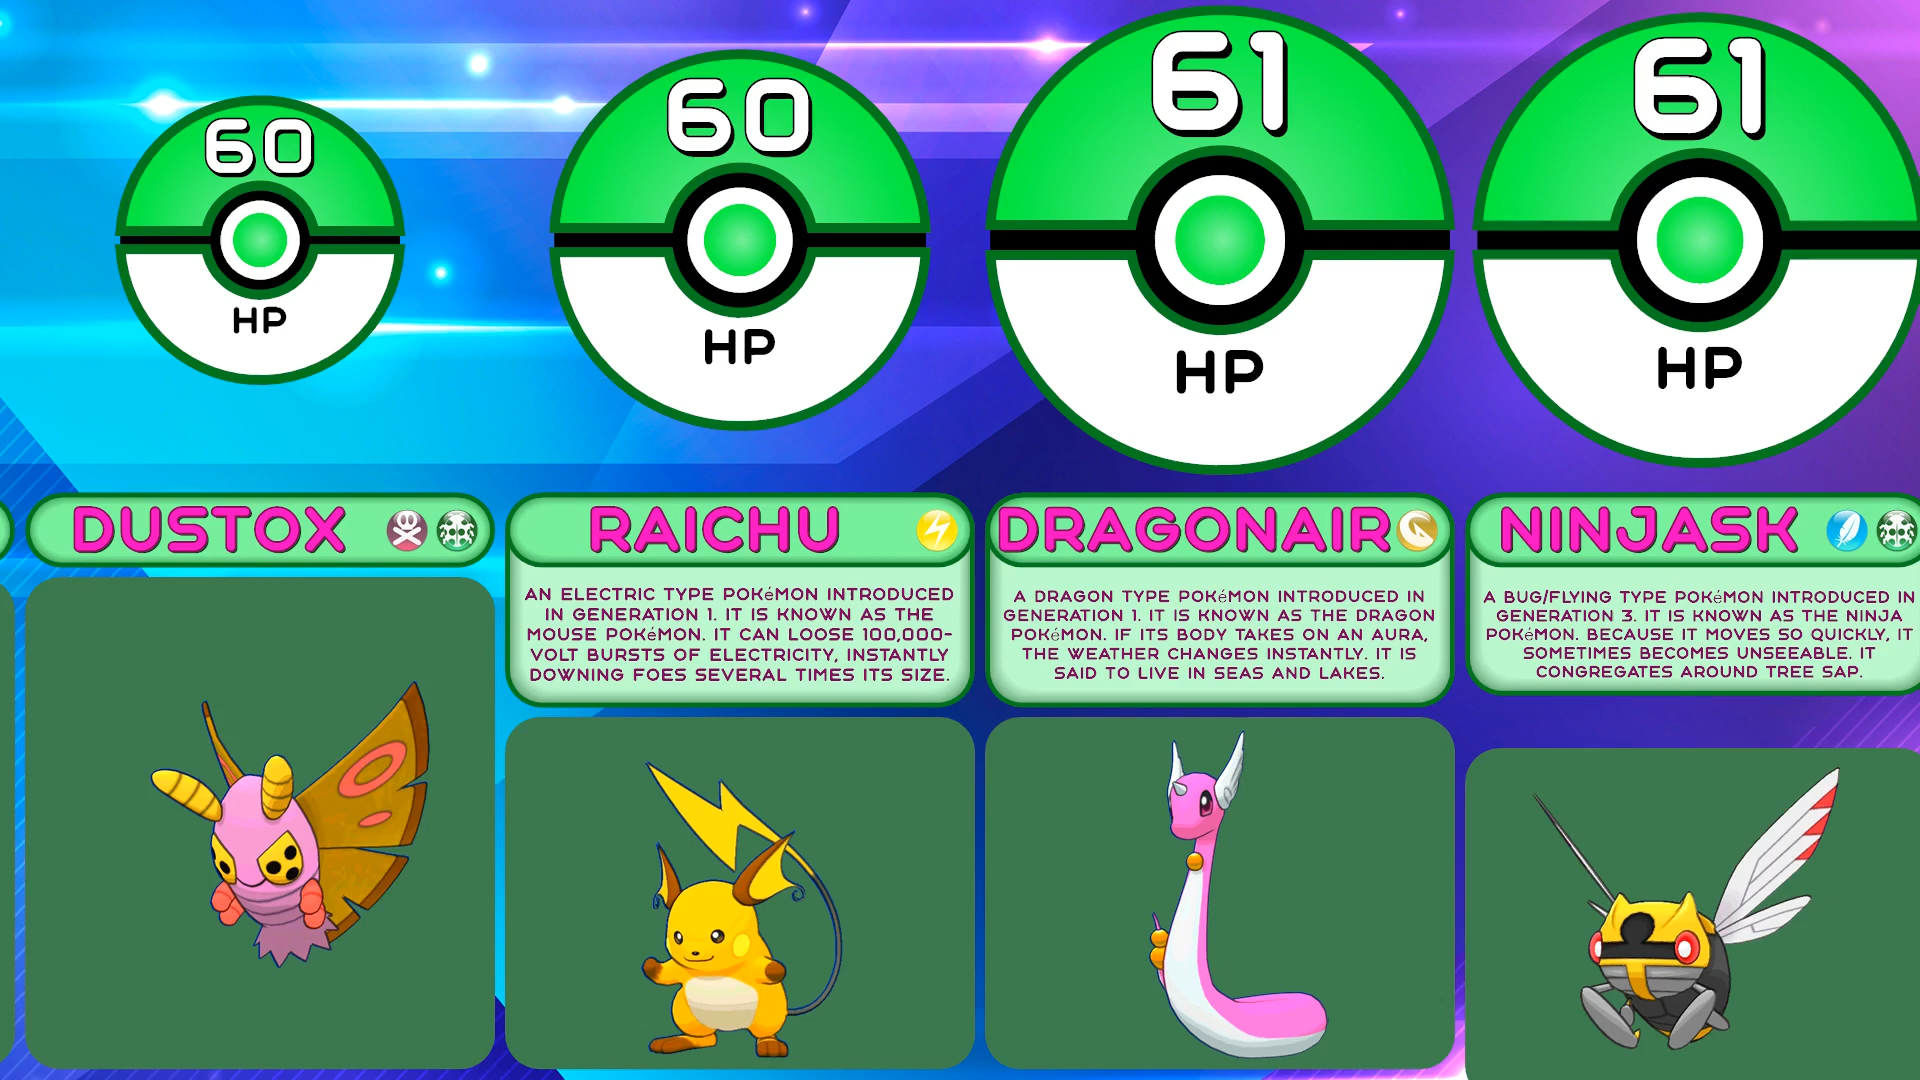 60
HP
60
HP
61
HP
61
HP
DUSTOX
RAICHU
AN ELECTRIC TYPE POKéMON INTRODUCED
IN GENERATION 1. IT IS KNOWN AS THE
MOUSE POKéMON. IT CAN LOOSE 100,000-
VOLT BURSTS OF ELECTRICITY, INSTANTLY
DOWNING FOES SEVERAL TIMES ITS SIZE.
DRAGONAIR
A DRAGON TYPE POKéMON INTRODUCED IN
GENERATION 1. IT IS KNOWN AS THE DRAGON
POKéMON. IF ITS BODY TAKES ON AN AURA,
THE WEATHER CHANGES INSTANTLY. IT IS
SAID TO LIVE IN SEAS AND LAKES.
NINJASK
A BUG/FLYING TYPE POKéMON INTRODUCED IN
GENERATION 3. IT IS KNOWN AS THE NINJA
POKéMON. BECAUSE IT MOVES SO QUICKLY, IT
SOMETIMES BECOMES UNSEEABLE. IT
CONGREGATES AROUND TREE SAP.